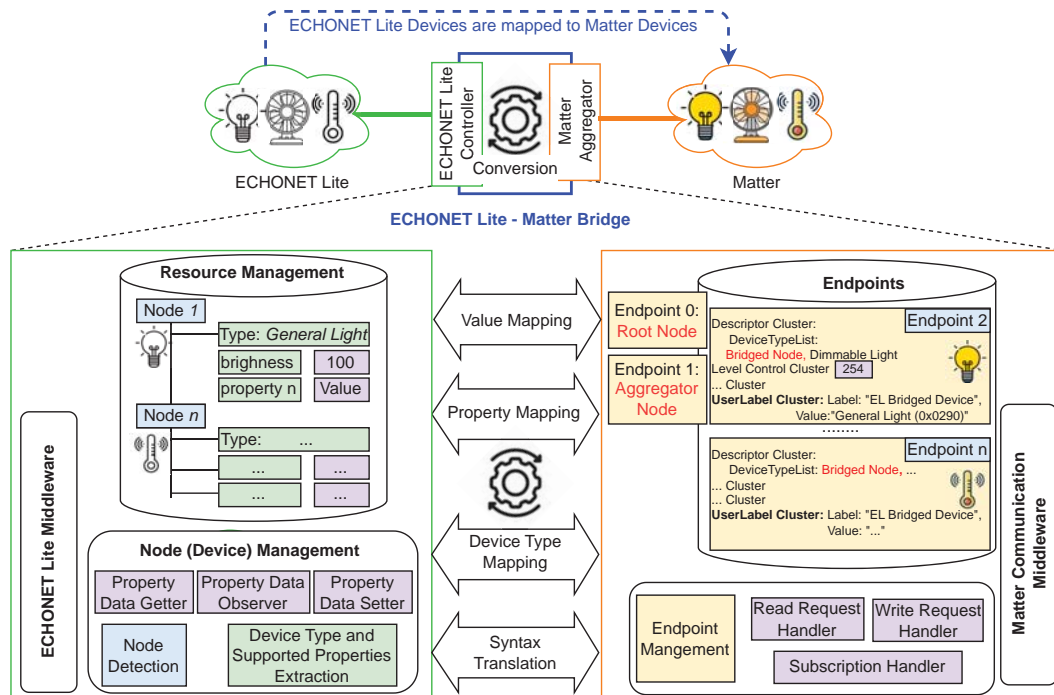 ECHONET Lite Devices are mapped to Matter Devices
ECHONET Lite
Controller
Conversion
Matter
Aggregator
ECHONET Lite
Matter
ECHONET Lite - Matter Bridge
Resource Management
Node 1
Type: General Light
brighness
100
property n
Value
Node n
Type: ...
...
...
...
...
ECHONET Lite Middleware
Node (Device) Management
Property
Data Getter
Property Data
Observer
Property
Data Setter
Node
Detection
Device Type and
Supported Properties
Extraction
Value Mapping
Property Mapping
Device Type
Mapping
Syntax
Translation
Endpoints
Endpoint 0:
Root Node
Endpoint 1:
Aggregator
Node
Endpoint 2
Descriptor Cluster:
DeviceTypeList:
Bridged Node, Dimmable Light
Level Control Cluster 254
... Cluster
UserLabel Cluster: Label: "EL Bridged Device",
Value:"General Light (0x0290)"
........
Endpoint n
Descriptor Cluster:
DeviceTypeList: Bridged Node, ...
... Cluster
... Cluster
UserLabel Cluster: Label: "EL Bridged Device",
Value: "..."
Matter Communication
Middleware
Endpoint
Mangement
Read Request
Handler
Write Request
Handler
Subscription Handler